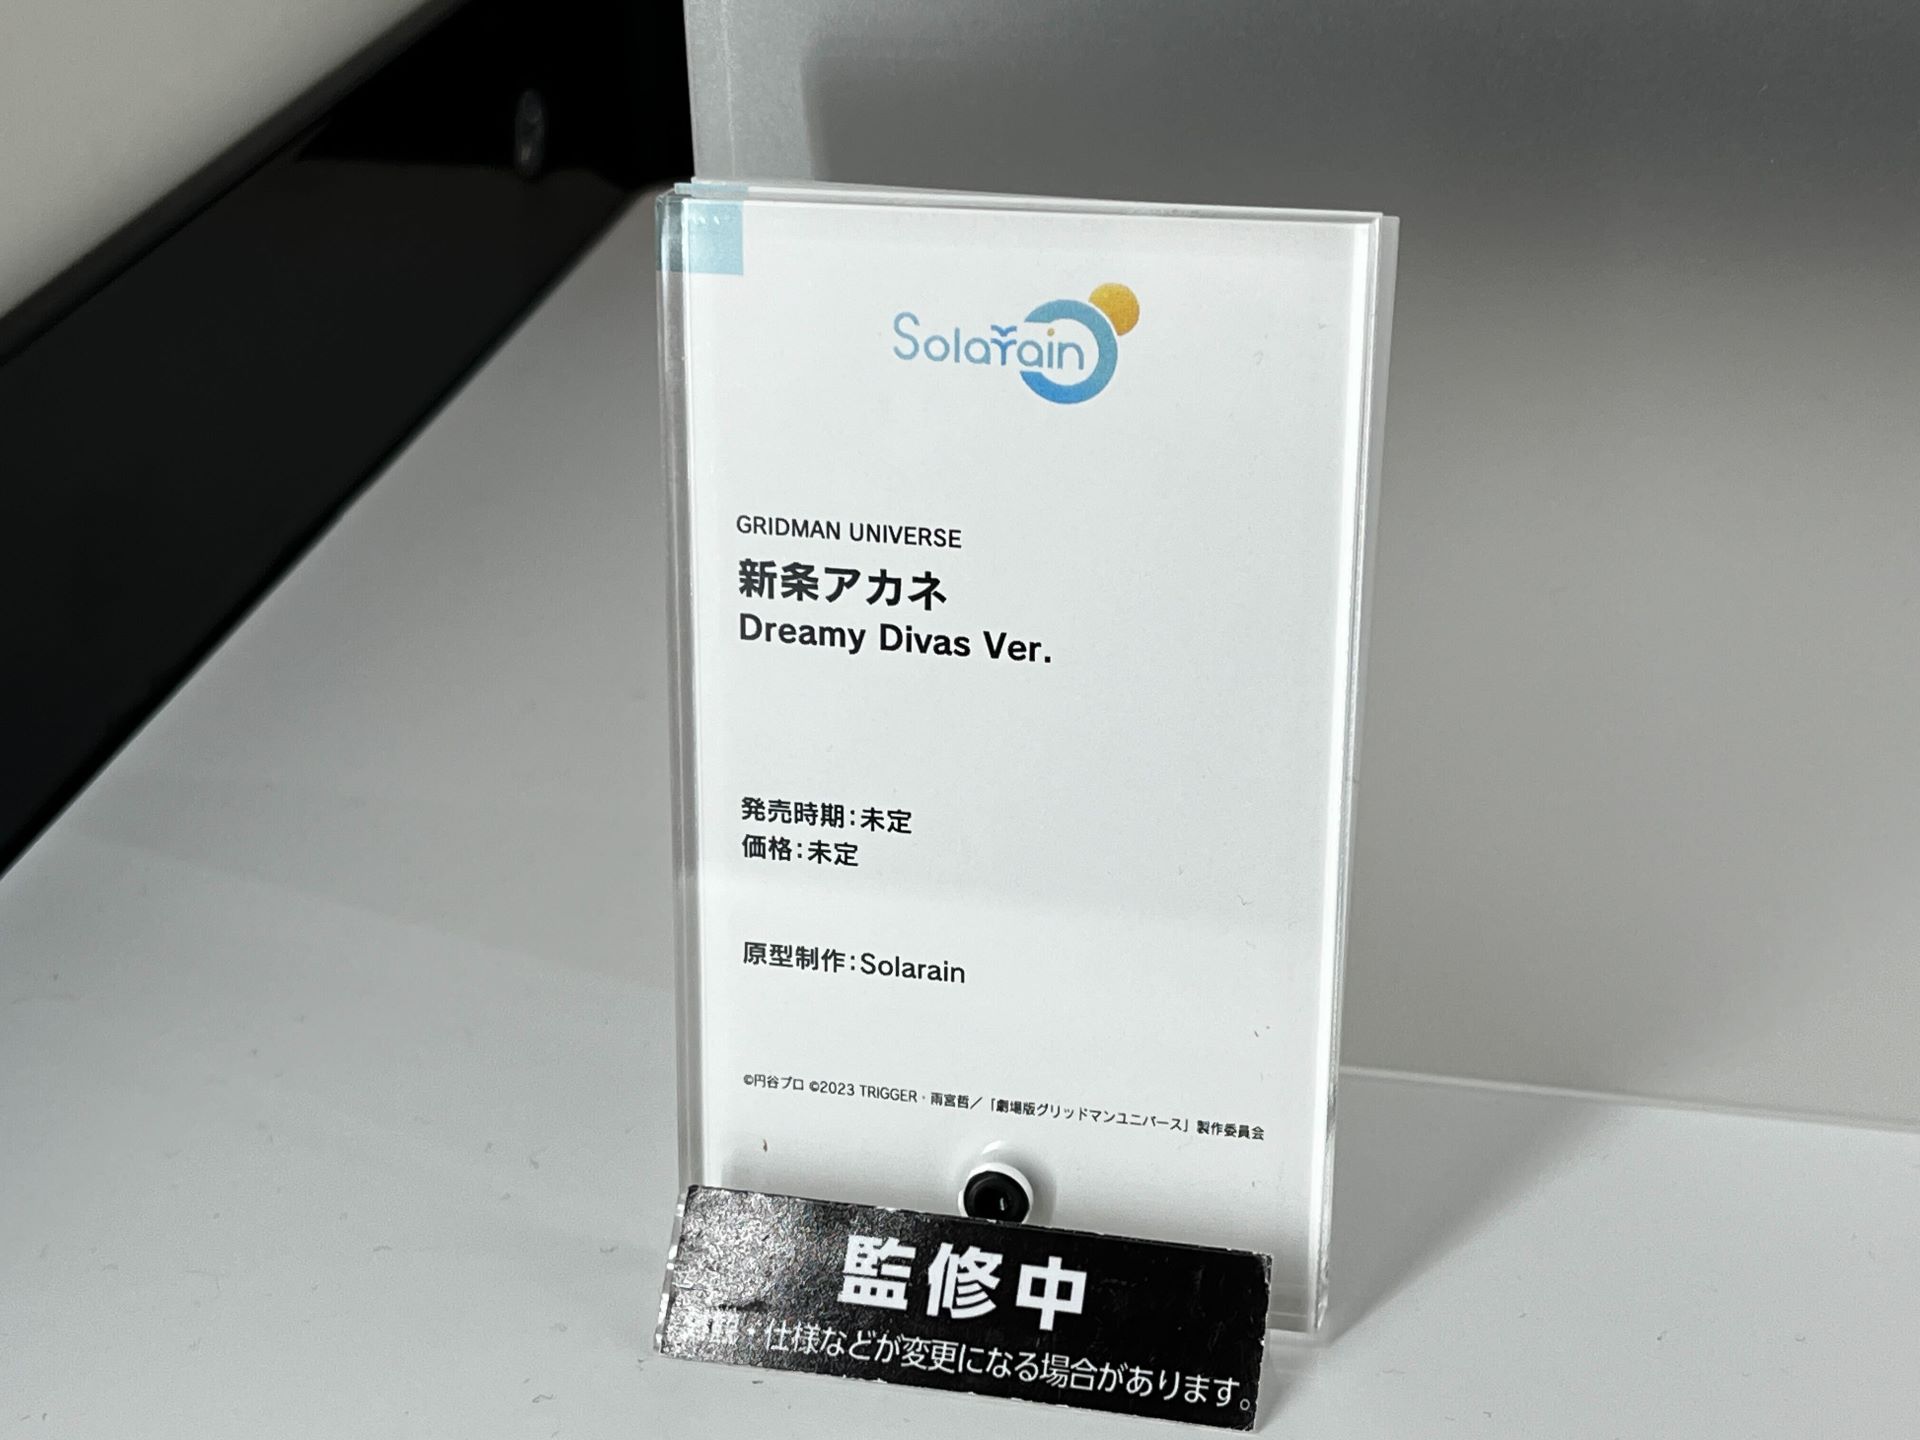 Solarain
GRIDMAN UNIVERSE
新条アカネ
Dreamy Divas Ver.
発売時期：未定
価格：未定
原型制作：Solarain
©円谷プロ ©2023 TRIGGER・雨宮哲／「劇場版グリッドマンユニバース」製作委員会
監修中
・仕様などが変更になる場合があります。